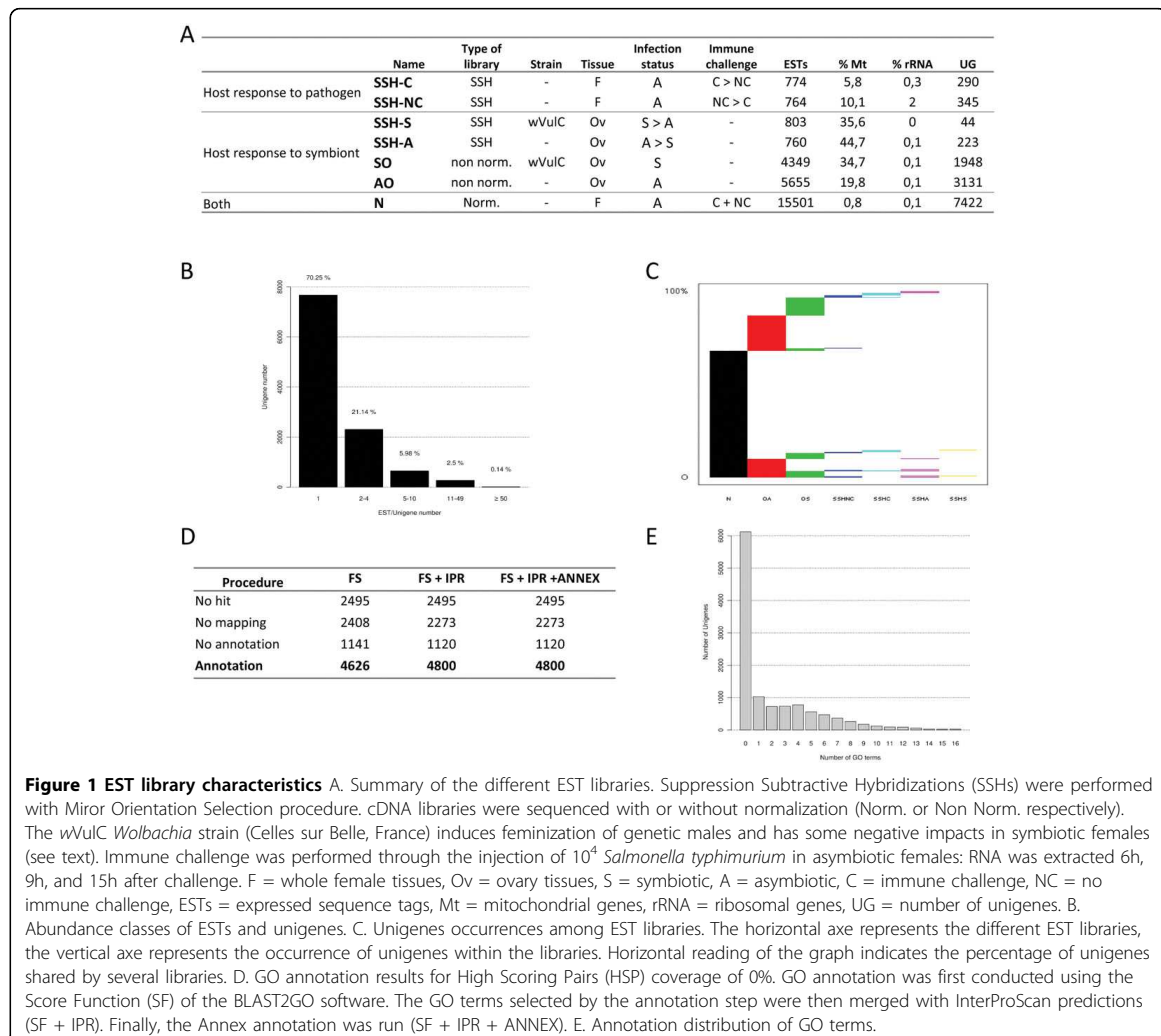 A
Name Type of library Strain Tissue Infection status Immune challenge ESTs % Mt % rRNA UG
Host response to pathogen SSH-C SSH - F A C > NC 774 5,8 0,3 290
SSH-NC SSH - F A NC > C 764 10,1 2 345
Host response to symbiont SSH-S SSH wVulC Ov S > A - 803 35,6 0 44
SSH-A SSH - Ov A > S - 760 44,7 0,1 223
SO non norm. wVulC Ov S - 4349 34,7 0,1 1948
AO non norm. - Ov A - 5655 19,8 0,1 3131
Both N Norm. - F A C + NC 15501 0,8 0,1 7422
B
Unigene number
8000
6000
4000
2000
0
70.25 %
21.14 %
5.98 %
2.5 %
0.14 %
1 2-4 5-10 11-49 ≥ 50
EST/Unigene number
C
100%
0
N OA OS SSHNC SSHC SSHA SSHS
D
Procedure FS FS + IPR FS + IPR +ANNEX
No hit 2495 2495 2495
No mapping 2408 2273 2273
No annotation 1141 1120 1120
Annotation 4626 4800 4800
E
Number of Unigenes
6000
5000
4000
3000
2000
1000
0
0 1 2 3 4 5 6 7 8 9 10 11 12 13 14 15 16
Number of GO terms
Figure 1 EST library characteristics A. Summary of the different EST libraries. Suppression Subtractive Hybridizations (SSHs) were performed
with Miror Orientation Selection procedure. cDNA libraries were sequenced with or without normalization (Norm. or Non Norm. respectively).
The wVulC Wolbachia strain (Celles sur Belle, France) induces feminization of genetic males and has some negative impacts in symbiotic females
(see text). Immune challenge was performed through the injection of 10⁴ Salmonella typhimurium in asymbiotic females: RNA was extracted 6h,
9h, and 15h after challenge. F = whole female tissues, Ov = ovary tissues, S = symbiotic, A = asymbiotic, C = immune challenge, NC = no
immune challenge, ESTs = expressed sequence tags, Mt = mitochondrial genes, rRNA = ribosomal genes, UG = number of unigenes. B.
Abundance classes of ESTs and unigenes. C. Unigenes occurrences among EST libraries. The horizontal axe represents the different EST libraries,
the vertical axe represents the occurrence of unigenes within the libraries. Horizontal reading of the graph indicates the percentage of unigenes
shared by several libraries. D. GO annotation results for High Scoring Pairs (HSP) coverage of 0%. GO annotation was first conducted using the
Score Function (SF) of the BLAST2GO software. The GO terms selected by the annotation step were then merged with InterProScan predictions
(SF + IPR). Finally, the Annex annotation was run (SF + IPR + ANNEX). E. Annotation distribution of GO terms.